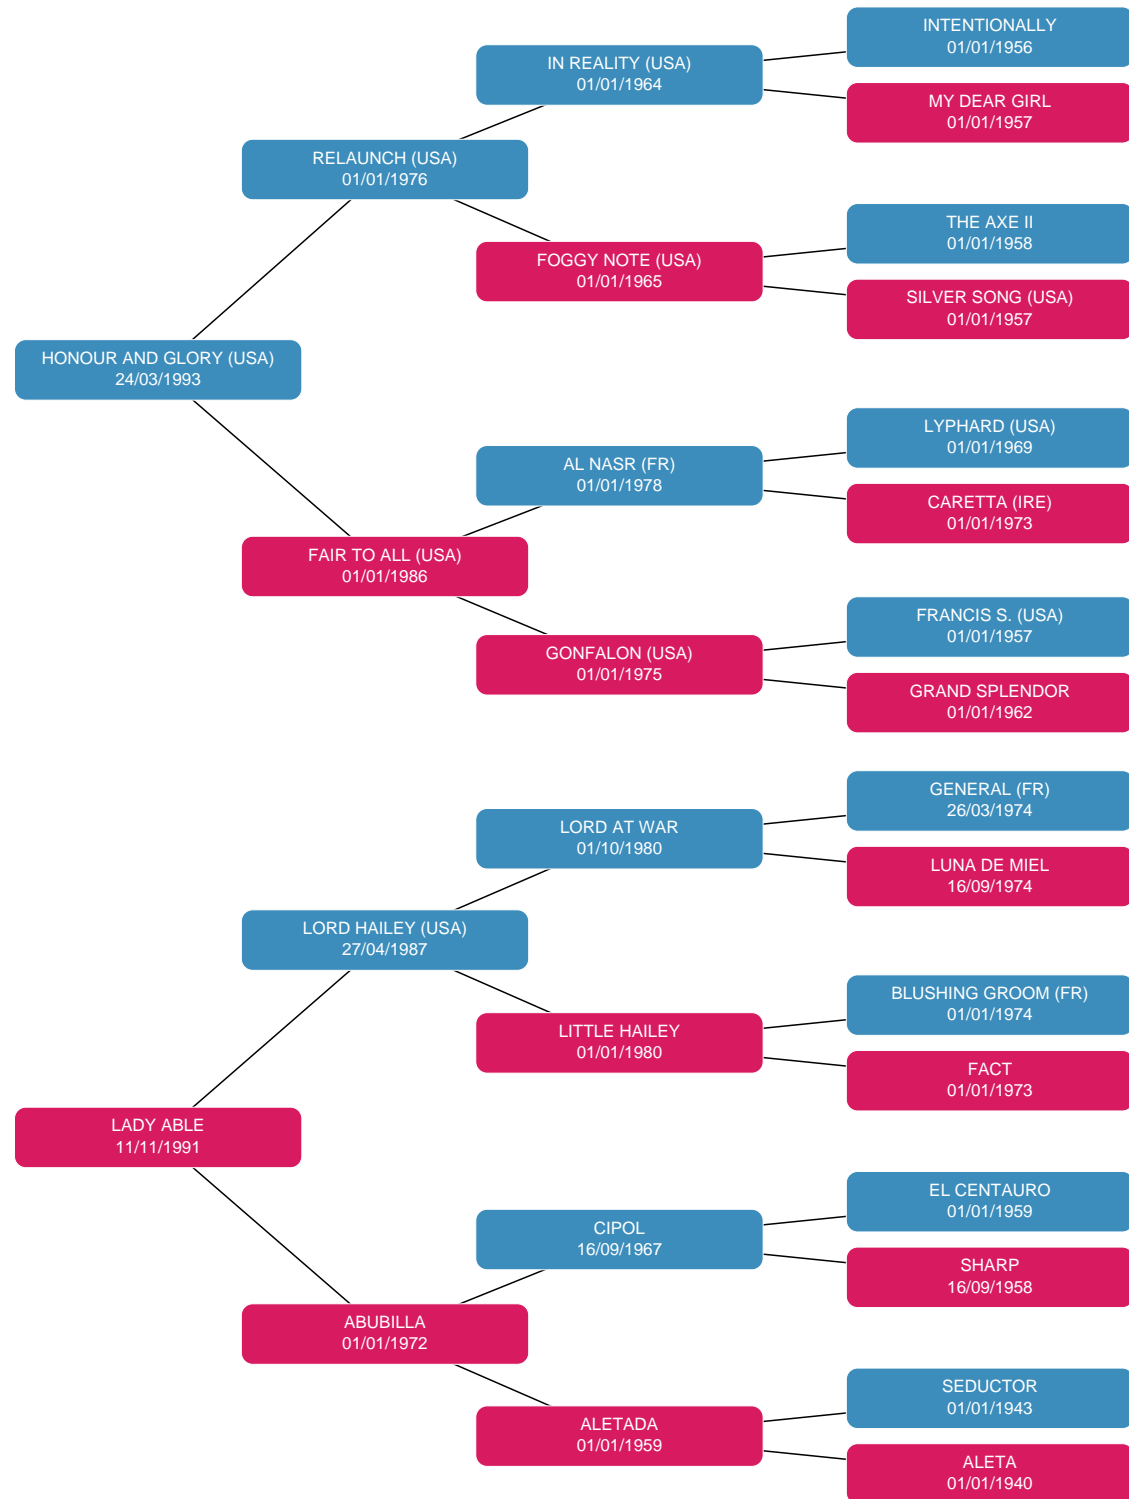 INTENTIONALLY
01/01/1956
IN REALITY (USA)
01/01/1964
MY DEAR GIRL
01/01/1957
RELAUNCH (USA)
01/01/1976
THE AXE II
01/01/1958
FOGGY NOTE (USA)
01/01/1965
SILVER SONG (USA)
01/01/1957
HONOUR AND GLORY (USA)
24/03/1993
LYPHARD (USA)
01/01/1969
AL NASR (FR)
01/01/1978
CARETTA (IRE)
01/01/1973
FAIR TO ALL (USA)
01/01/1986
FRANCIS S. (USA)
01/01/1957
GONFALON (USA)
01/01/1975
GRAND SPLENDOR
01/01/1962
GENERAL (FR)
26/03/1974
LORD AT WAR
01/10/1980
LUNA DE MIEL
16/09/1974
LORD HAILEY (USA)
27/04/1987
BLUSHING GROOM (FR)
01/01/1974
LITTLE HAILEY
01/01/1980
FACT
01/01/1973
LADY ABLE
11/11/1991
EL CENTAURO
01/01/1959
CIPOL
16/09/1967
SHARP
16/09/1958
ABUBILLA
01/01/1972
SEDUCTOR
01/01/1943
ALETADA
01/01/1959
ALETA
01/01/1940